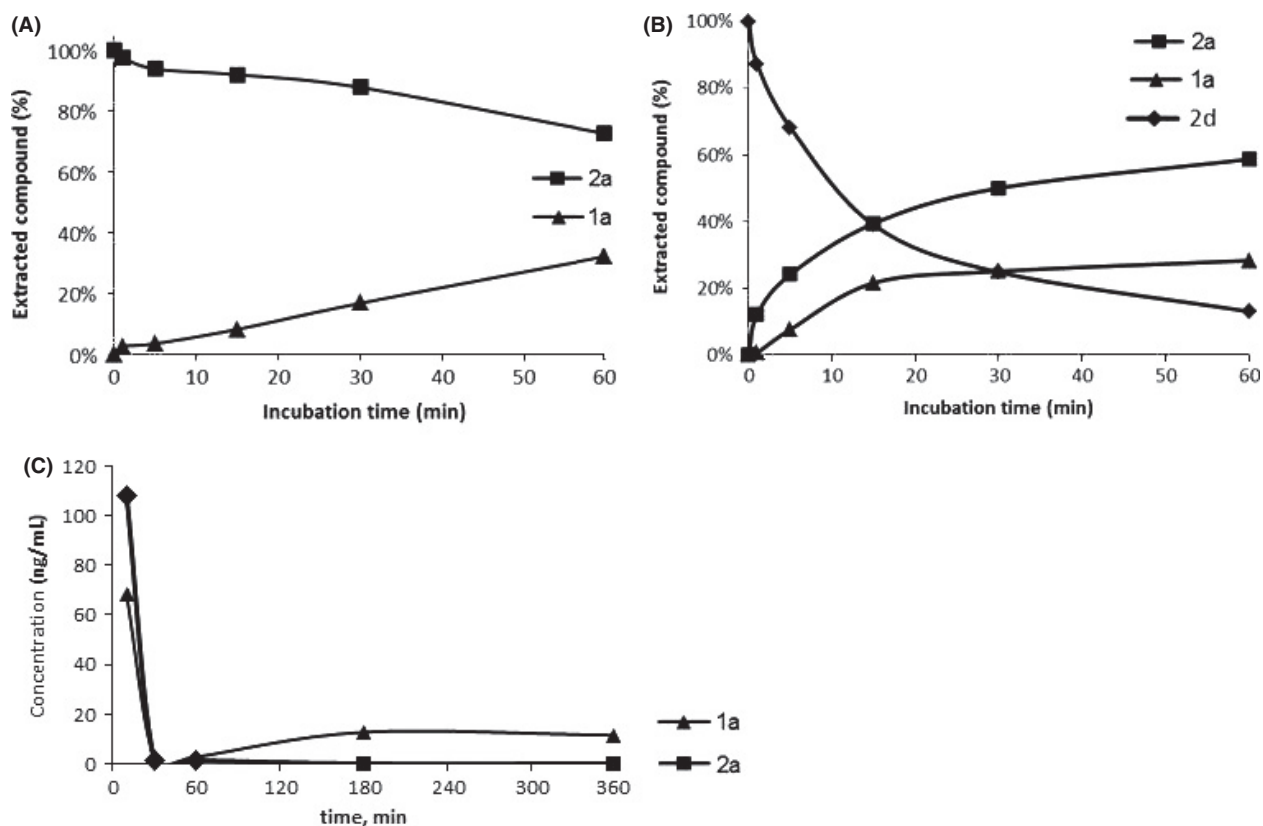 (A)
100%
80%
60%
40%
20%
0%
Extracted compound (%)
2a
1a
0 10 20 30 40 50 60
Incubation time (min)
(B)
100%
80%
60%
40%
20%
0%
Extracted compound (%)
2a
1a
2d
0 10 20 30 40 50 60
Incubation time (min)
(C)
120
100
80
60
40
20
0
Concentration (ng/mL)
0 60 120 180 240 300 360
time, min
1a
2a